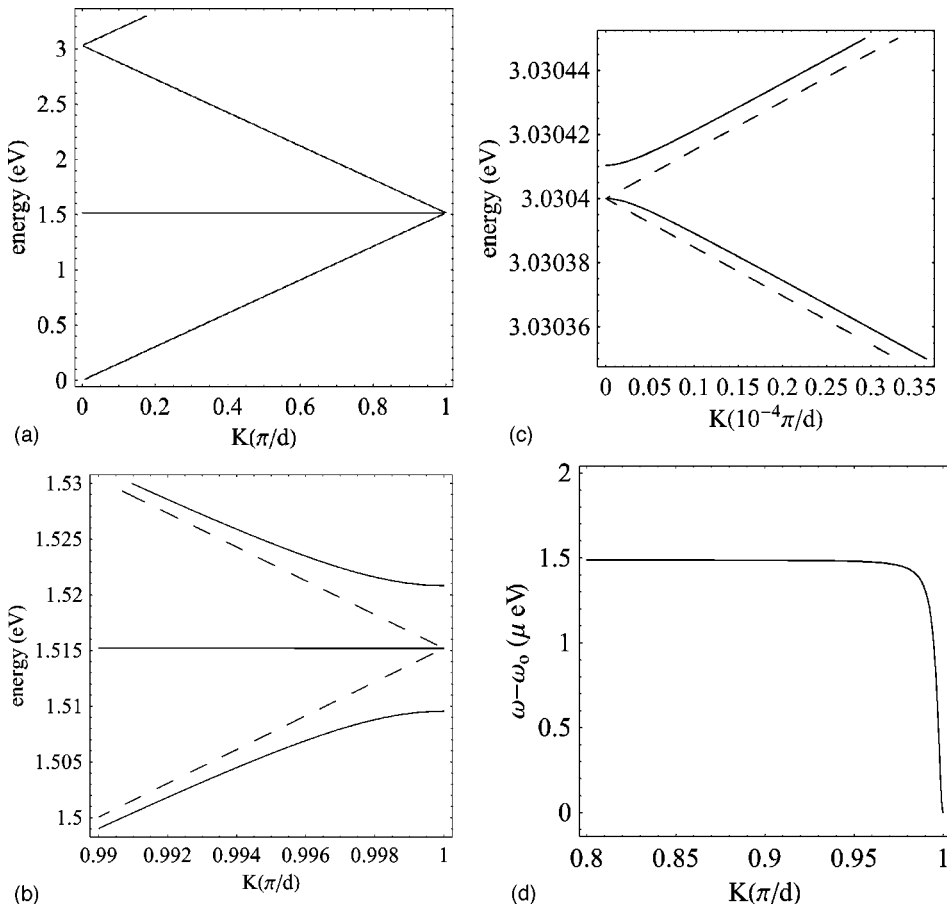 3
2.5
2
1.5
1
0.5
0
energy (eV)
0 0.2 0.4 0.6 0.8 1
K(π/d)
(a)
3.03044
3.03042
3.0304
3.03038
3.03036
energy (eV)
0 0.05 0.1 0.15 0.2 0.25 0.3 0.35
K(10⁻⁴π/d)
(c)
1.53
1.525
1.52
1.515
1.51
1.505
1.5
energy (eV)
0.99 0.992 0.994 0.996 0.998 1
K(π/d)
(b)
2
1.5
1
0.5
0
ω−ωₒ (μ eV)
0.8 0.85 0.9 0.95 1
K(π/d)
(d)